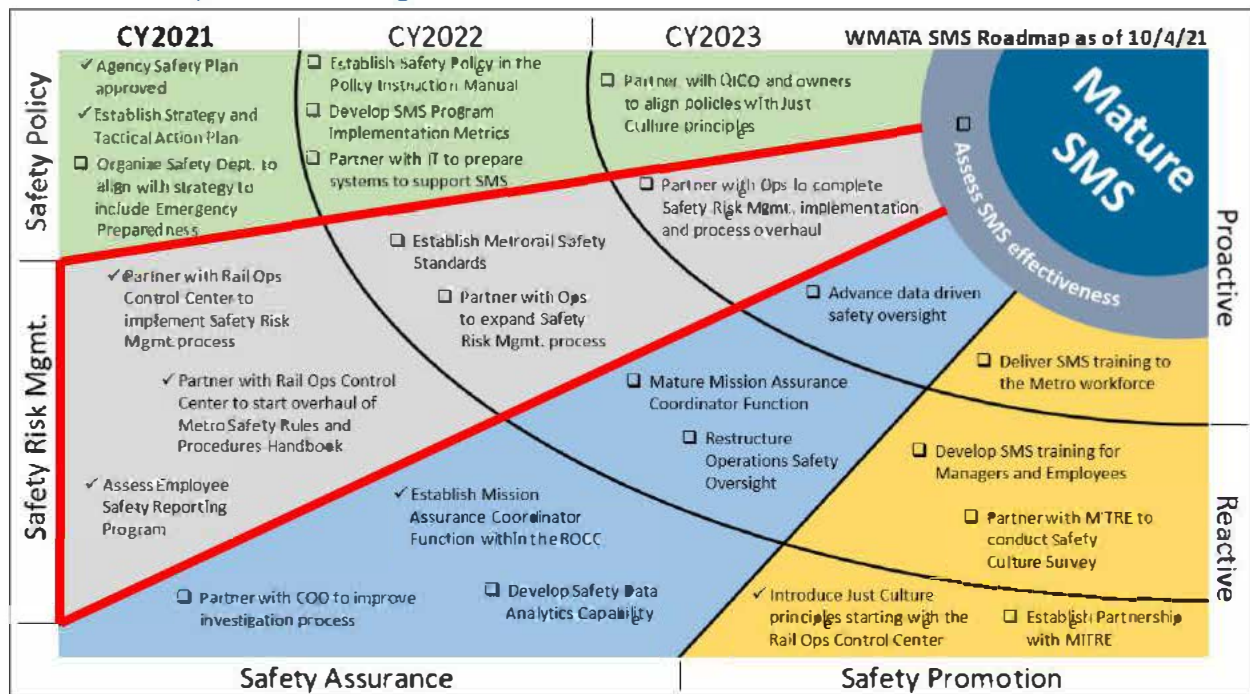 CY2021
CY2022
CY2023
WMATA SMS Roadmap as of 10/4/21
Safety Policy
✓ Agency Safety Plan
approved
✓ Establish Strategy and
Tactical Action Plan
❑ Organize Safety Dept. to
align with strategy to
include Emergency
Preparedness
❑ Establish Safety Policy in the
Policy Instruction Manual
❑ Develop SMS Program
Implementation Metrics
❑ Partner with IT to prepare
systems to support SMS
❑ Partner with QICO and owners
to align policies with Just
Culture principles
Mature
SMS
❑ Assess SMS effectiveness
Safety Risk Mgmt.
✓ Partner with Rail Ops
Control Center to
implement Safety Risk
Mgmt. process
✓ Partner with Rail Ops Control
Center to start overhaul of
Metro Safety Rules and
Procedures Handbook
✓ Assess Employee
Safety Reporting
Program
❑ Establish Metrorail Safety
Standards
❑ Partner with Ops
to expand Safety
Risk Mgmt. process
❑ Partner with Ops to complete
Safety Risk Mgmt. implementation
and process overhaul
❑ Partner with COO to improve
investigation process
✓ Establish Mission
Assurance Coordinator
Function within the ROCC
❑ Develop Safety Data
Analytics Capability
❑ Mature Mission Assurance
Coordinator Function
❑ Restructure
Operations Safety
Oversight
❑ Advance data driven
safety oversight
❑ Deliver SMS training to
the Metro workforce
❑ Develop SMS training for
Managers and Employees
❑ Partner with MITRE to
conduct Safety
Culture Survey
✓ Introduce Just Culture
principles starting with the
Rail Ops Control Center
❑ Establish Partnership
with MITRE
Proactive
Reactive
Safety Assurance
Safety Promotion